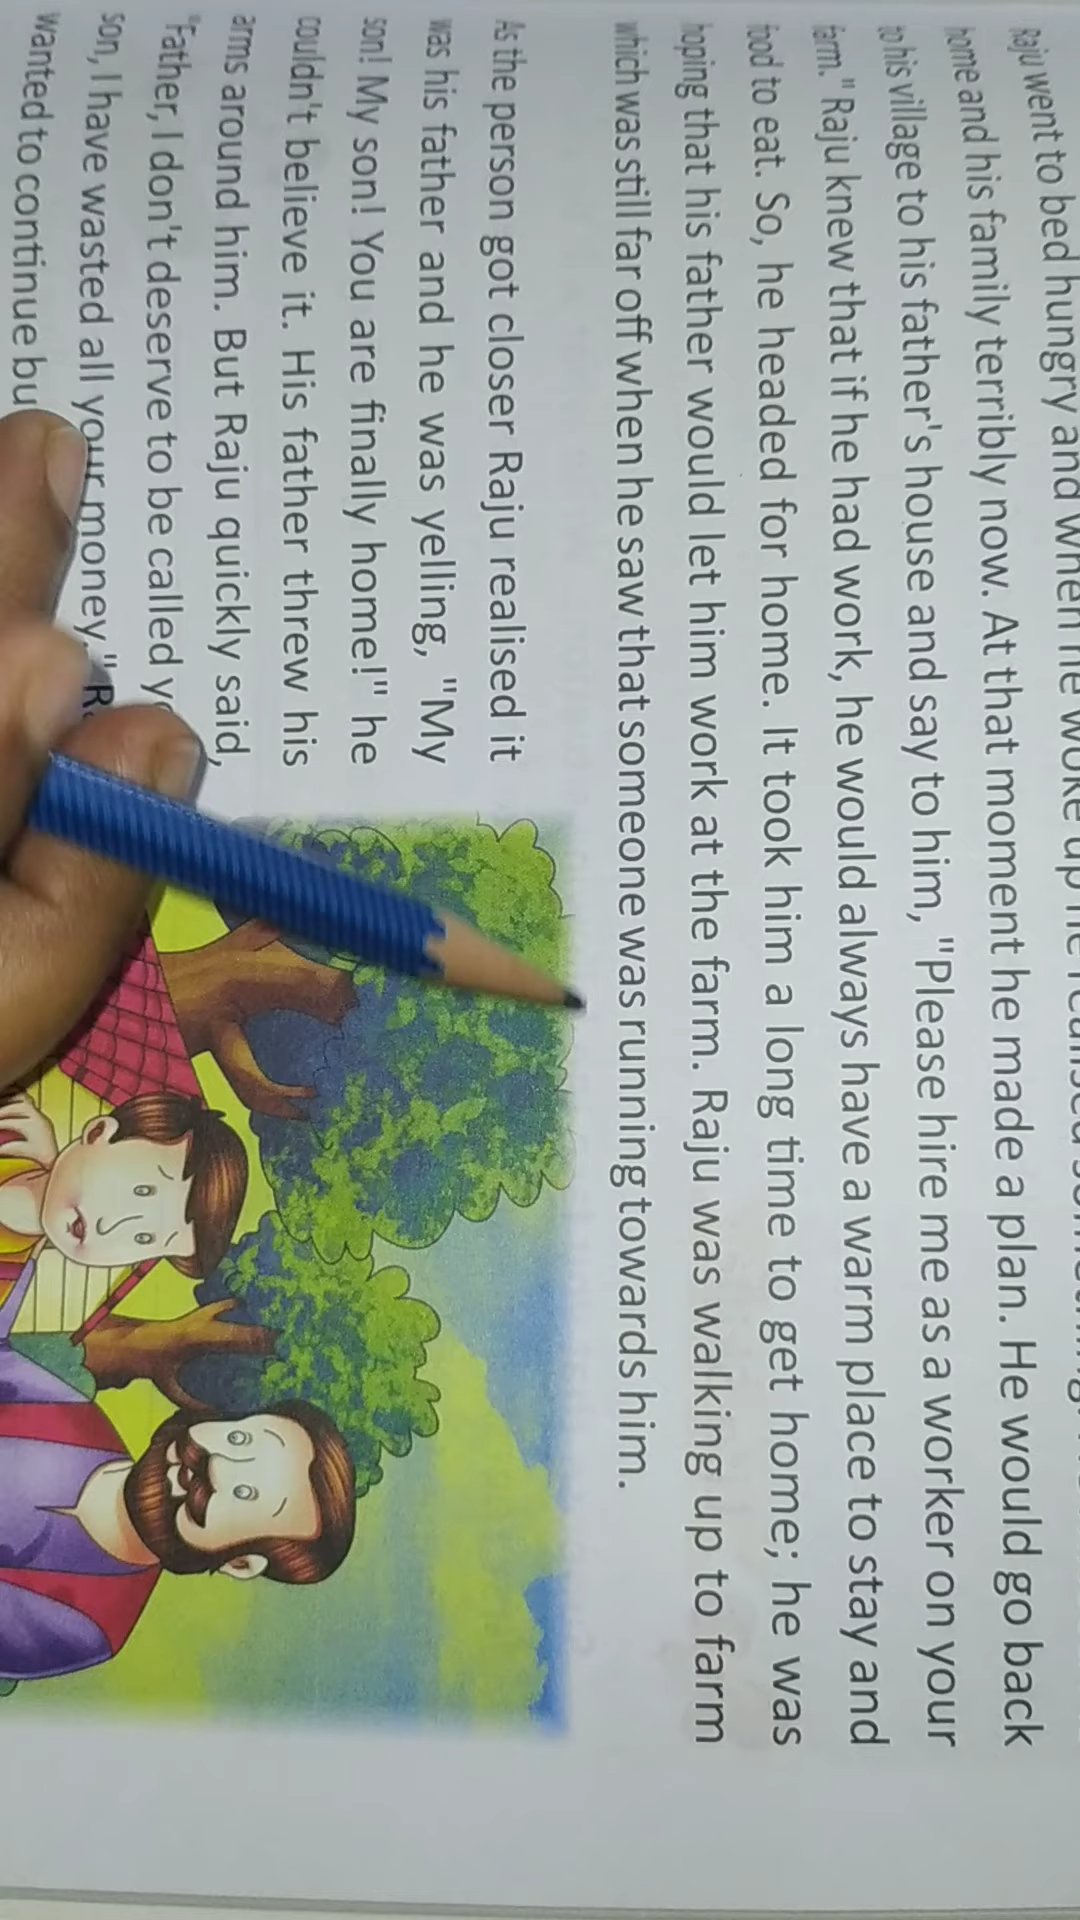 Raju went to bed hungry and when he woke up he realised
home and his family terribly now. At that moment he made a plan. He would go back
to his village to his father's house and say to him, "Please hire me as a worker on your
farm." Raju knew that if he had work, he would always have a warm place to stay and
food to eat. So, he headed for home. It took him a long time to get home; he was
hoping that his father would let him work at the farm. Raju was walking up to farm
which was still far off when he saw that someone was running towards him.
As the person got closer Raju realised it
was his father and he was yelling, "My
son! My son! You are finally home!" he
couldn't believe it. His father threw his
arms around him. But Raju quickly said,
"Father, I don't deserve to be called
son, I have wasted all your money."
wanted to continue